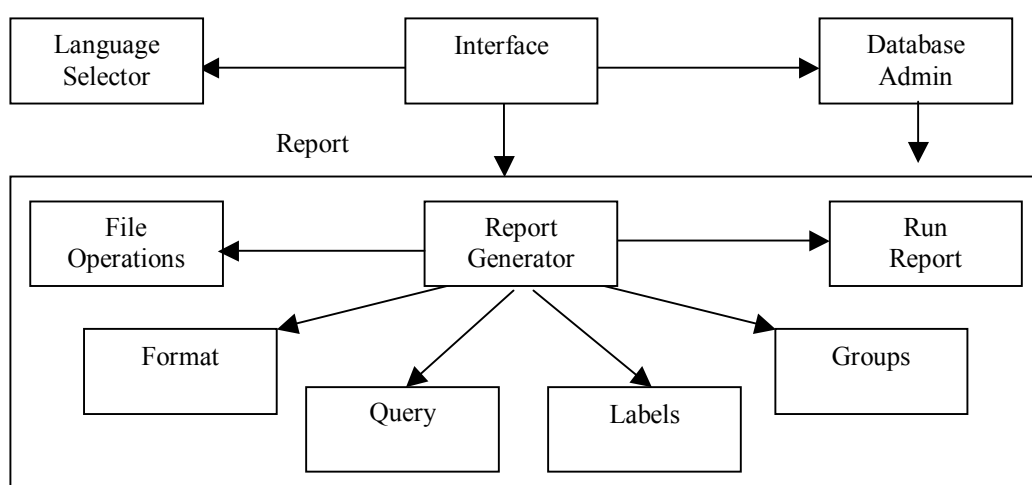 Language
Selector
Interface
Database
Admin
Report
File
Operations
Report
Generator
Run
Report
Format
Groups
Query
Labels